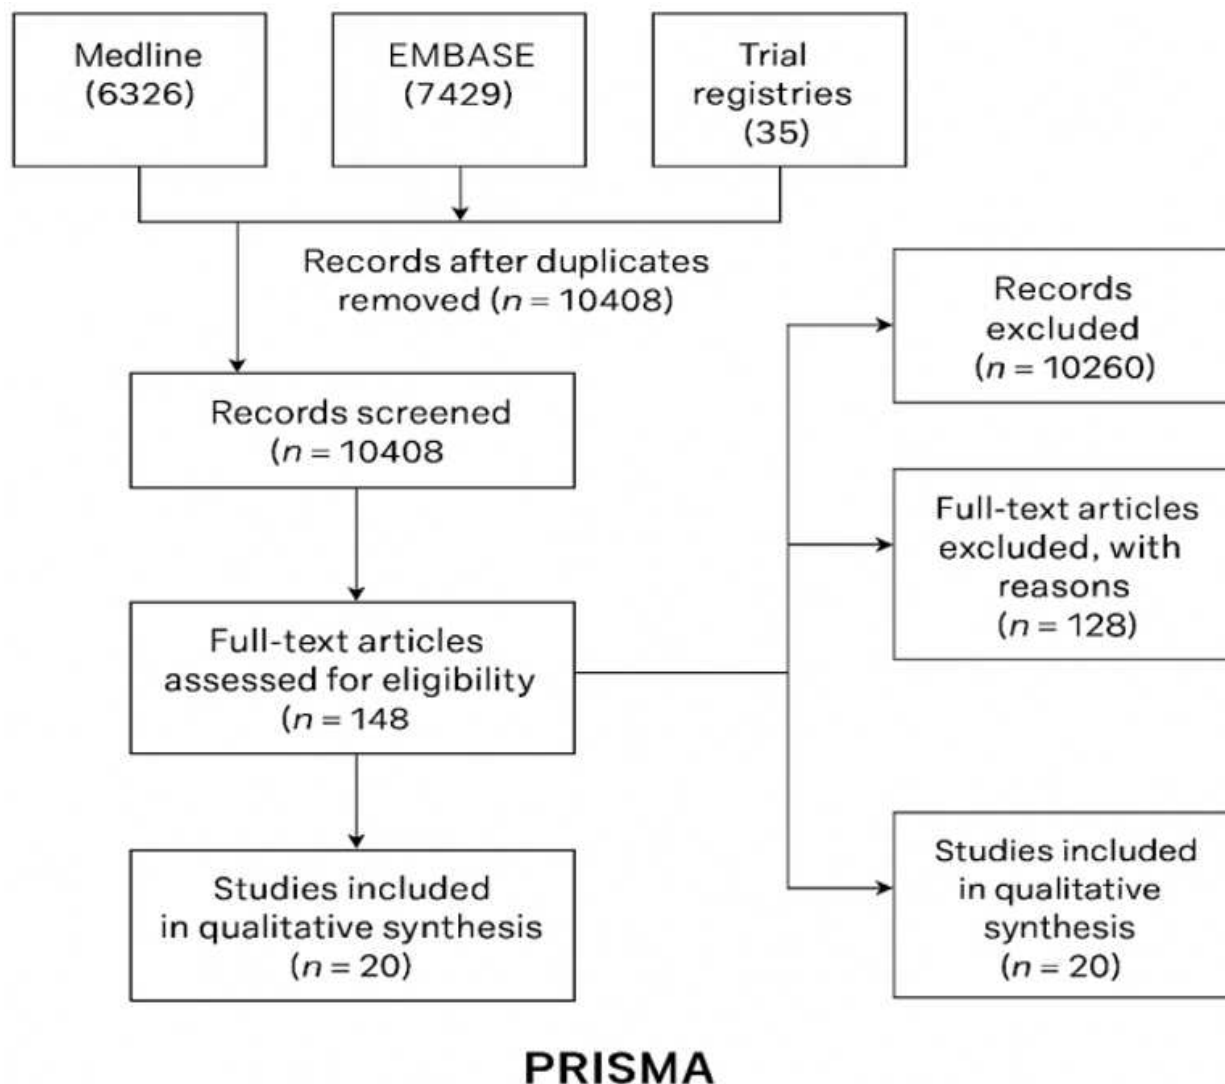 Medline
(6326)
EMBASE
(7429)
Trial
registries
(35)
Records after duplicates
removed (n = 10408)
Records
excluded
(n = 10260)
Records screened
(n = 10408
Full-text articles
excluded, with
reasons
(n = 128)
Full-text articles
assessed for eligibility
(n = 148
Studies included
in qualitative synthesis
(n = 20)
Studies included
in qualitative
synthesis
(n = 20)
PRISMA